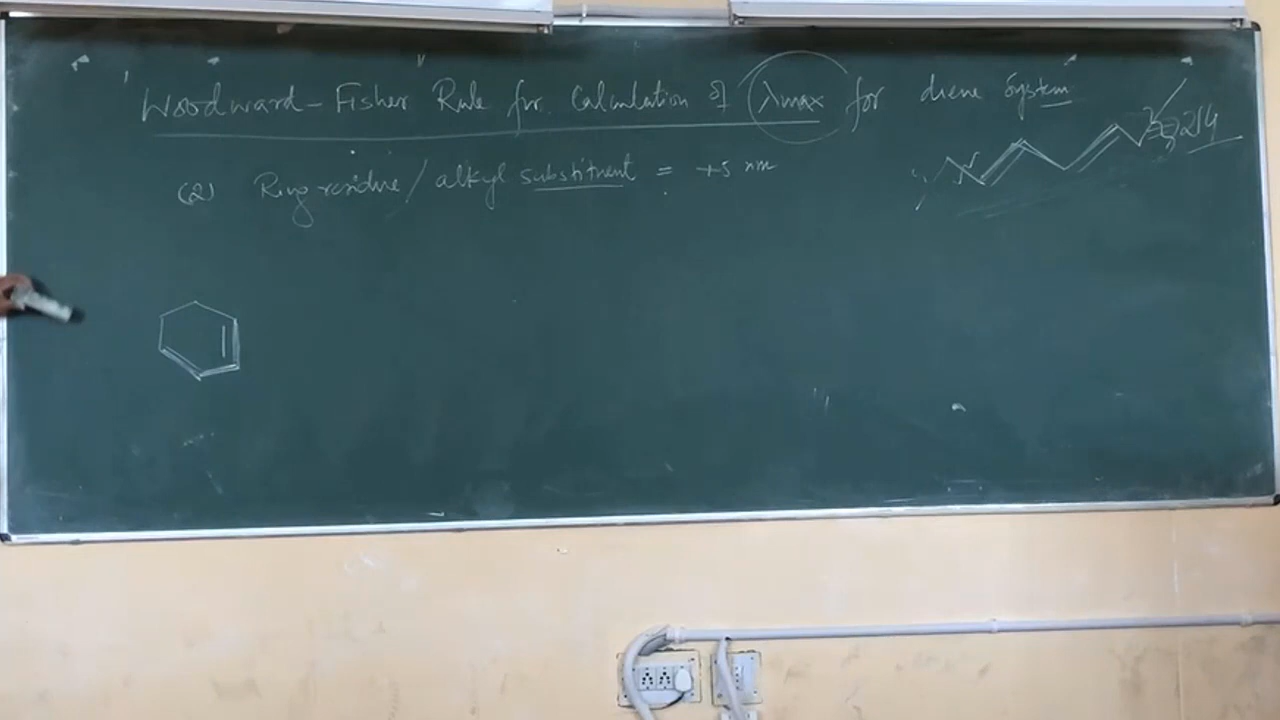 Woodward-Fisher Rule for Calculation of λmax for diene System
214
(2) Ring residue/alkyl substituent = +5 nm